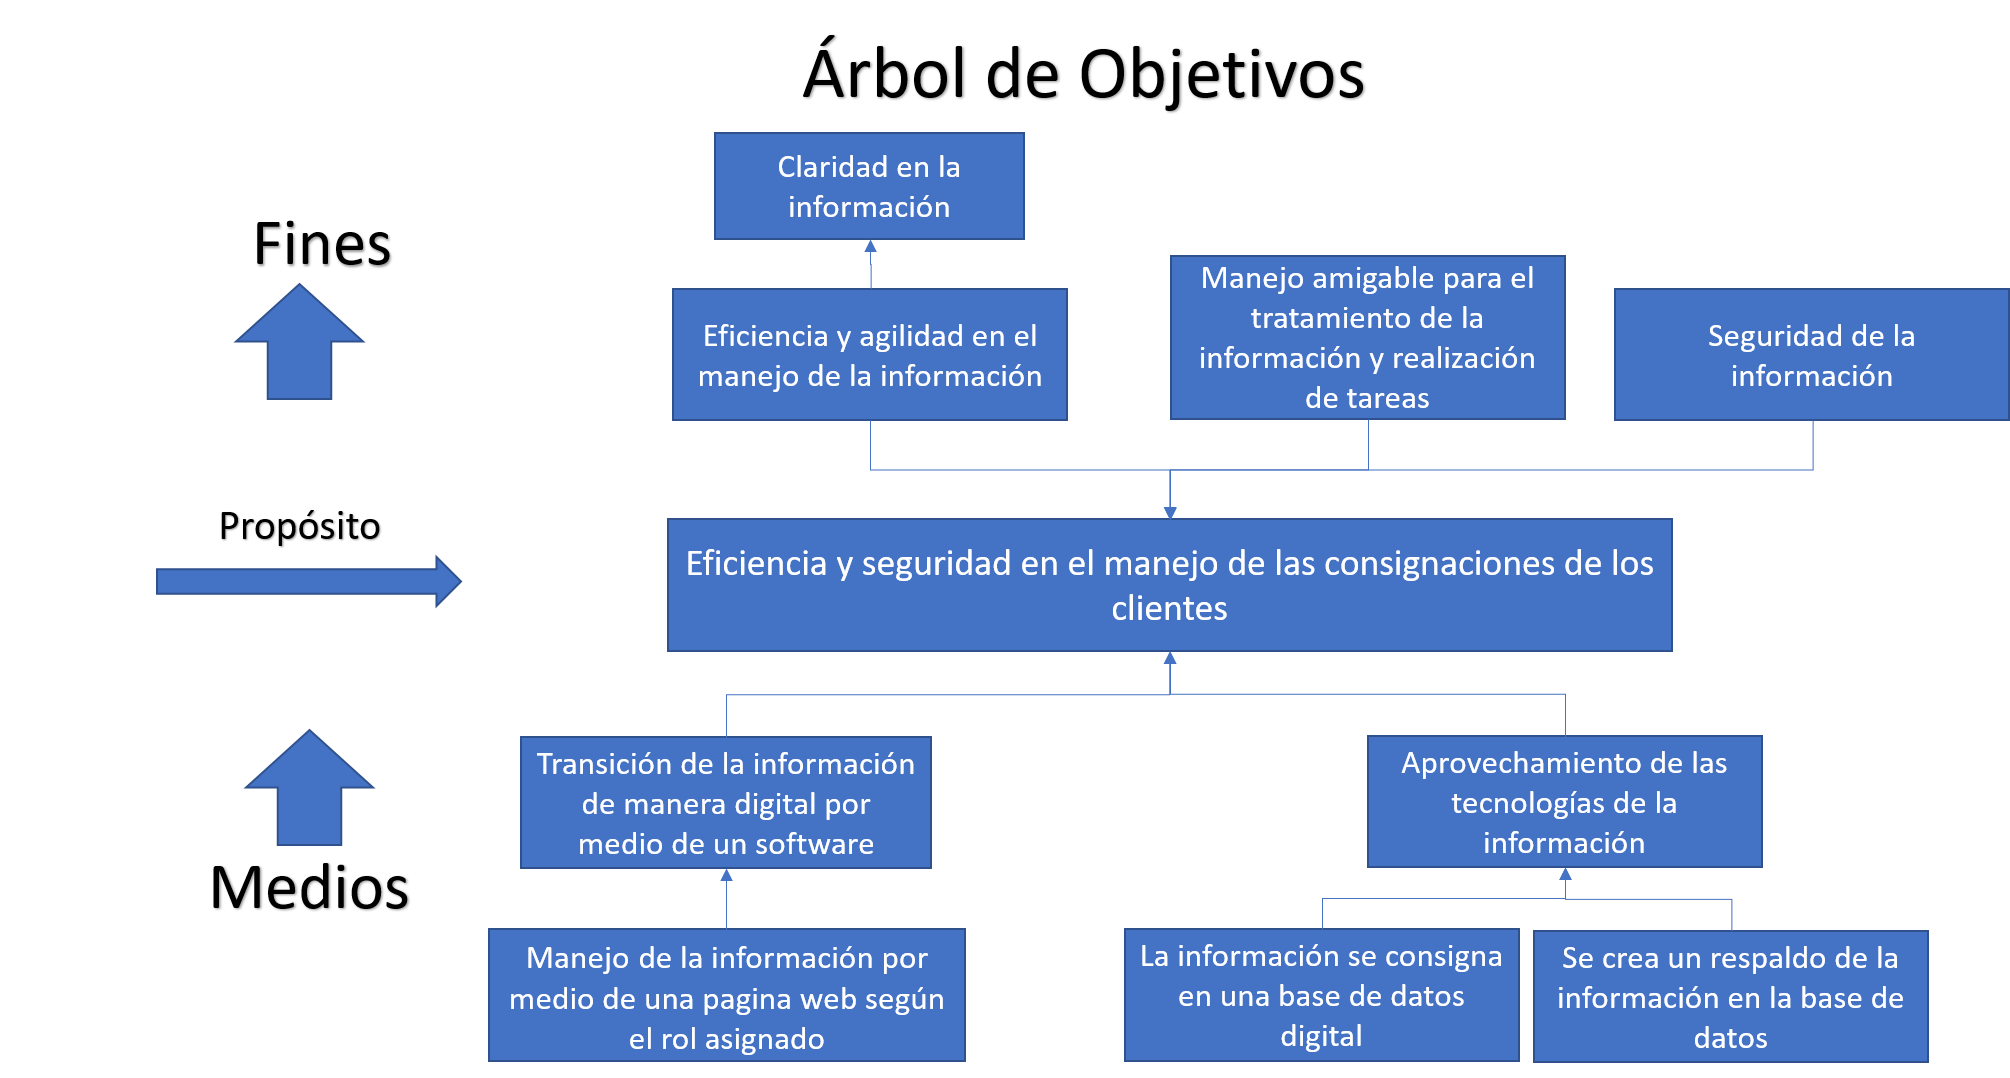 Árbol de Objetivos
Claridad en la
información
Fines
Eficiencia y agilidad en el
manejo de la información
Manejo amigable para el
tratamiento de la
información y realización
de tareas
Seguridad de la
información
Propósito
Eficiencia y seguridad en el manejo de las consignaciones de los
clientes
Medios
Transición de la información
de manera digital por
medio de un software
Aprovechamiento de las
tecnologías de la
información
Manejo de la información por
medio de una pagina web según
el rol asignado
La información se consigna
en una base de datos
digital
Se crea un respaldo de la
información en la base de
datos